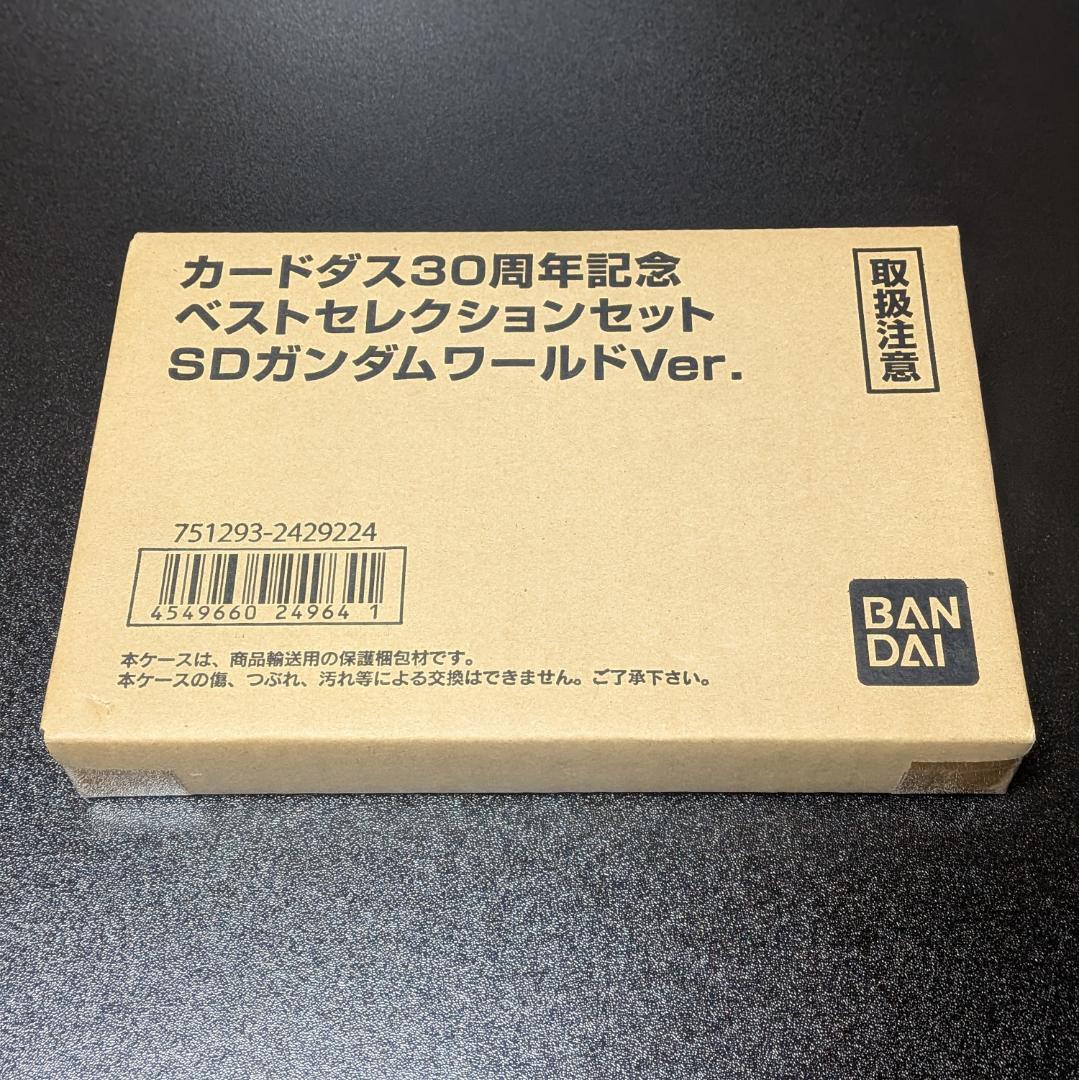 カードダス30周年記念
ベストセレクションセット
SDガンダムワールドVer.
取扱注意
751293-2429224
4549660 24964 1
本ケースは、商品輸送用の保護梱包材です。
本ケースの傷、つぶれ、汚れ等による交換はできません。ご了承下さい。
BAN
DAI